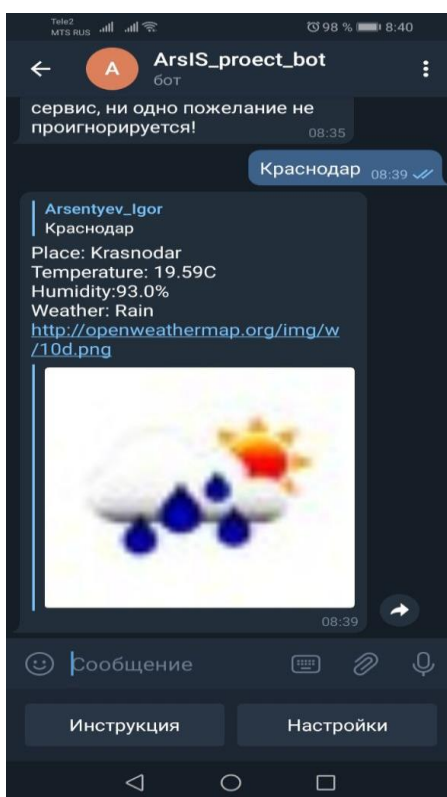 Tele2
MTS RUS
98 % 8:40
A
ArsIS_proect_bot
бот
сервис, ни одно пожелание не
проигнорируется!
08:35
Краснодар 08:39
Arsentyev_Igor
Краснодар
Place: Krasnodar
Temperature: 19.59C
Humidity:93.0%
Weather: Rain
http://openweathermap.org/img/w
/10d.png
08:39
Сообщение
Инструкция Настройки